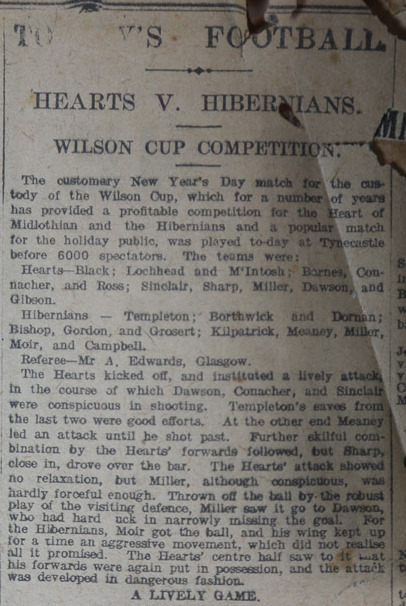 TO Y'S FOOTBALL.
HEARTS V. HIBERNIANS.
WILSON CUP COMPETITION.
The customary New Year's Day match for the cus-
tody of the Wilson Cup, which for a number of years
has provided a profitable competition for the Heart of
Midlothian and the Hibernians and a popular match
for the holiday public, was played to-day at Tynecastle
before 6000 spectators. The teams were:
Hearts—Black; Lochhead and M'Intosh; Barnes, Con-
nacher, and Ross; Sinclair, Sharp, Miller, Dawson, and
Gibson.
Hibernians — Templeton; Borthwick and Dornan;
Bishop, Gordon, and Grosert; Kilpatrick, Meaney, Miller,
Moir, and Campbell.
Referee—Mr A. Edwards, Glasgow.
The Hearts kicked off, and instituted a lively attack,
in the course of which Dawson, Conacher, and Sinclair
were conspicuous in shooting. Templeton's saves from
the last two were good efforts. At the other end Meaney
led an attack until he shot past. Further skilful com-
bination by the Hearts' forwards followed, but Sharp,
close in, drove over the bar. The Hearts' attack showed
no relaxation, but Miller, although conspicuous, was
hardly forceful enough. Thrown off the ball by the robust
play of the visiting defence, Miller saw it go to Dawson,
who had hard uck in narrowly missing the goal. For
the Hibernians, Moir got the ball, and his wing kept up
for a time an aggressive movement, which did not realise
all it promised. The Hearts' centre half saw to it that
his forwards were again put in possession, and the attack
was developed in dangerous fashion.
A LIVELY GAME.